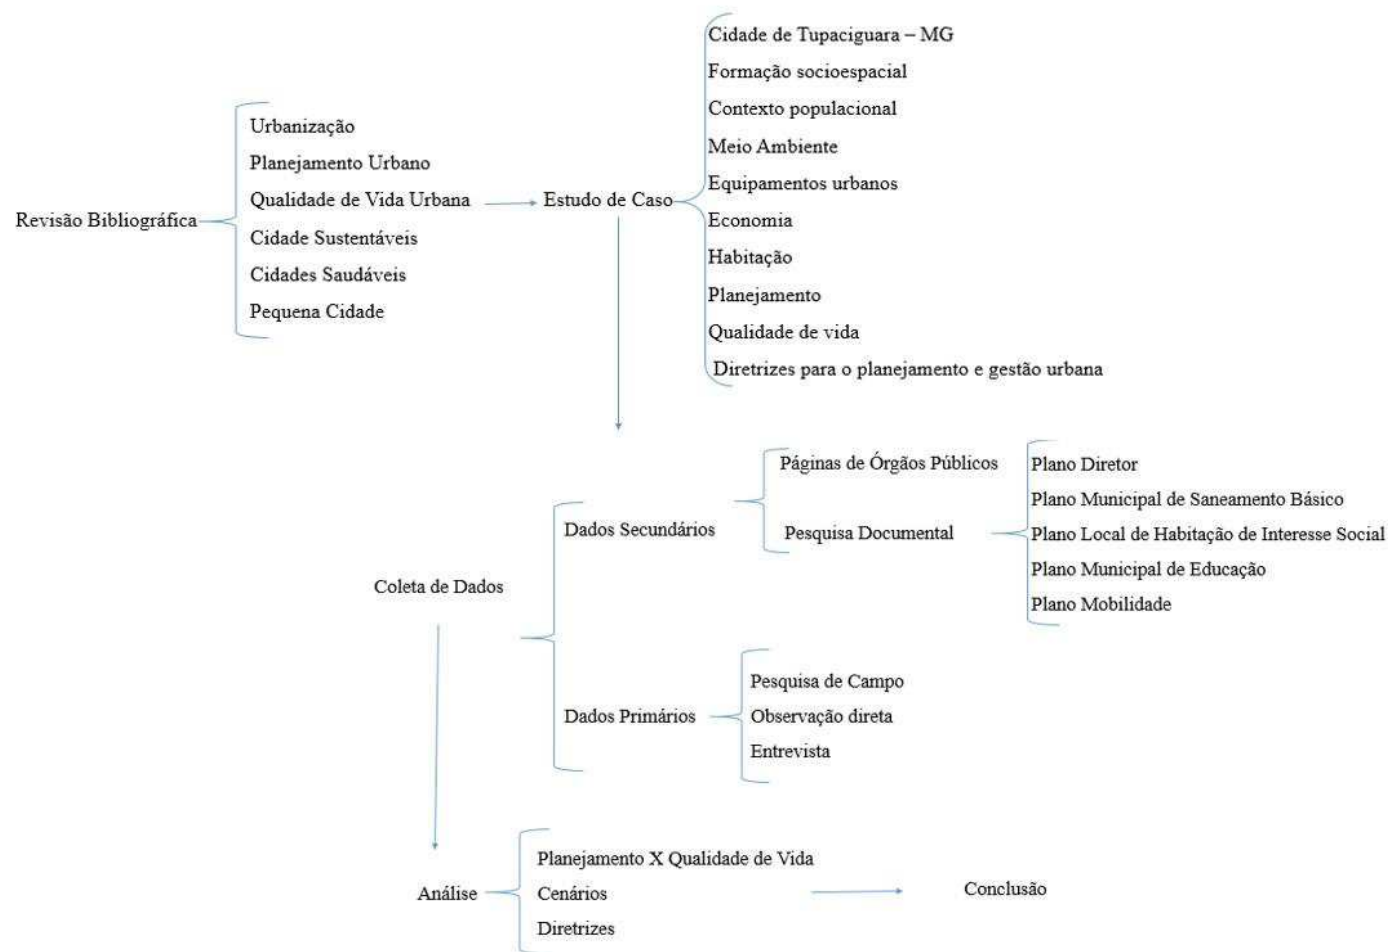 Revisão Bibliográfica
Urbanização
Planejamento Urbano
Qualidade de Vida Urbana
Cidade Sustentáveis
Cidades Saudáveis
Pequena Cidade
Estudo de Caso
Cidade de Tupaciguara – MG
Formação socioespacial
Contexto populacional
Meio Ambiente
Equipamentos urbanos
Economia
Habitação
Planejamento
Qualidade de vida
Diretrizes para o planejamento e gestão urbana
Coleta de Dados
Dados Secundários
Páginas de Órgãos Públicos
Pesquisa Documental
Plano Diretor
Plano Municipal de Saneamento Básico
Plano Local de Habitação de Interesse Social
Plano Municipal de Educação
Plano Mobilidade
Dados Primários
Pesquisa de Campo
Observação direta
Entrevista
Análise
Planejamento X Qualidade de Vida
Cenários
Diretrizes
Conclusão